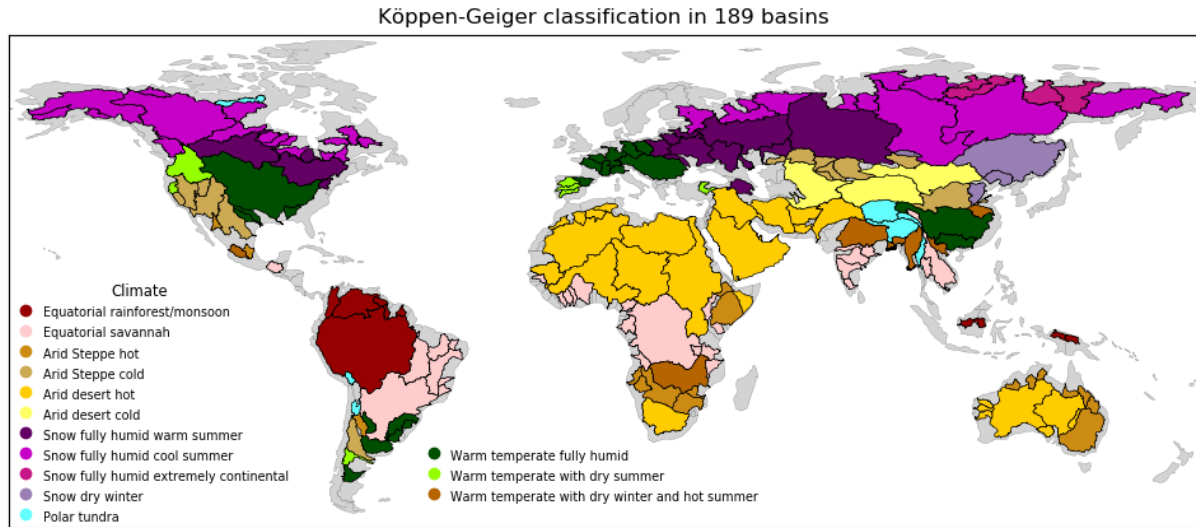 Köppen-Geiger classification in 189 basins
Climate
Equatorial rainforest/monsoon
Equatorial savannah
Arid Steppe hot
Arid Steppe cold
Arid desert hot
Arid desert cold
Snow fully humid warm summer
Snow fully humid cool summer
Snow fully humid extremely continental
Snow dry winter
Polar tundra
Warm temperate fully humid
Warm temperate with dry summer
Warm temperate with dry winter and hot summer